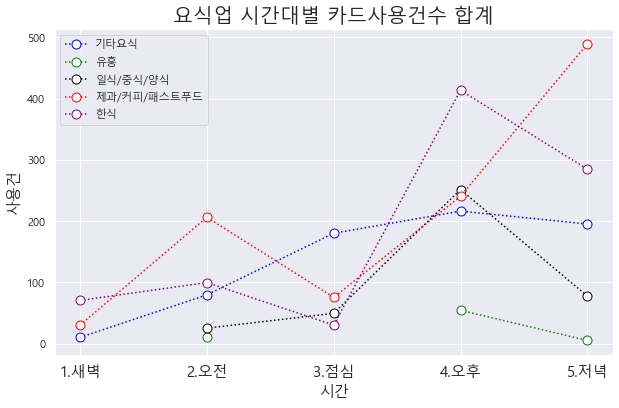 요식업 시간대별 카드사용건수 합계
기타요식
유흥
일식/중식/양식
제과/커피/패스트푸드
한식
사용건
500
400
300
200
100
0
1.새벽 2.오전 3.점심 4.오후 5.저녁
시간